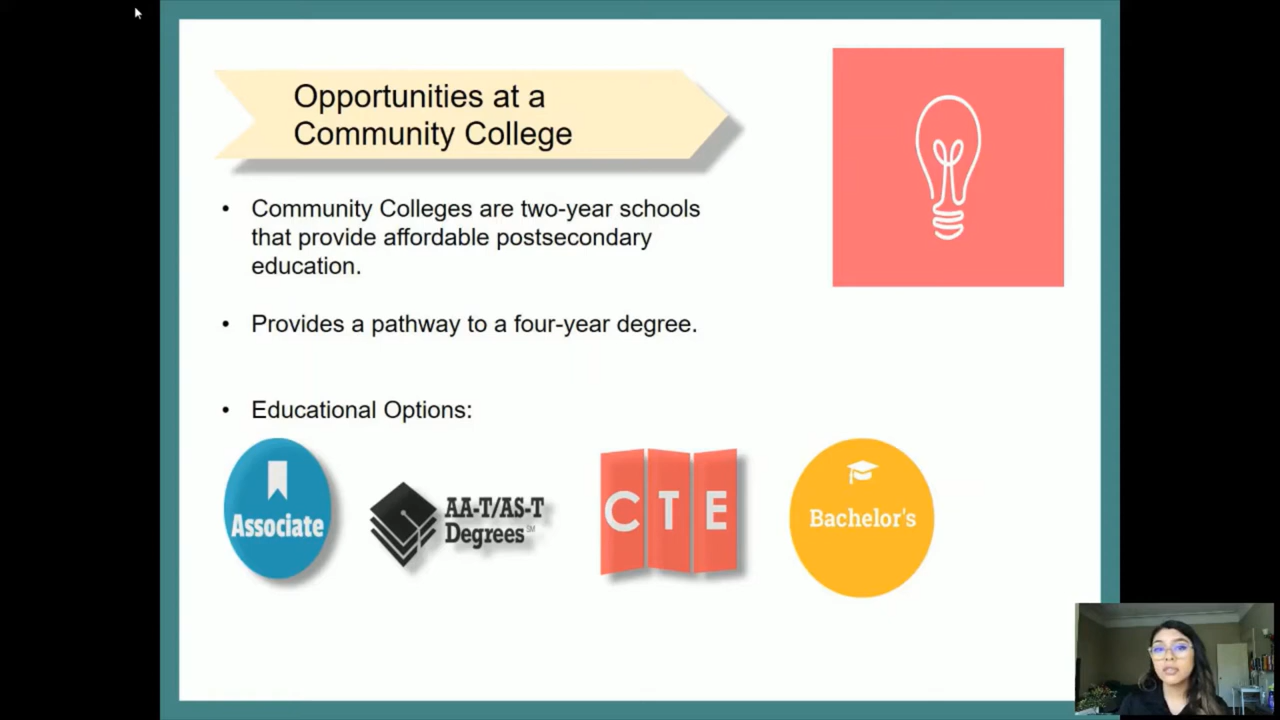 Opportunities at a
Community College
• Community Colleges are two-year schools
that provide affordable postsecondary
education.
• Provides a pathway to a four-year degree.
• Educational Options:
Associate
AA-T/AS-T
Degrees℠
CTE
Bachelor's